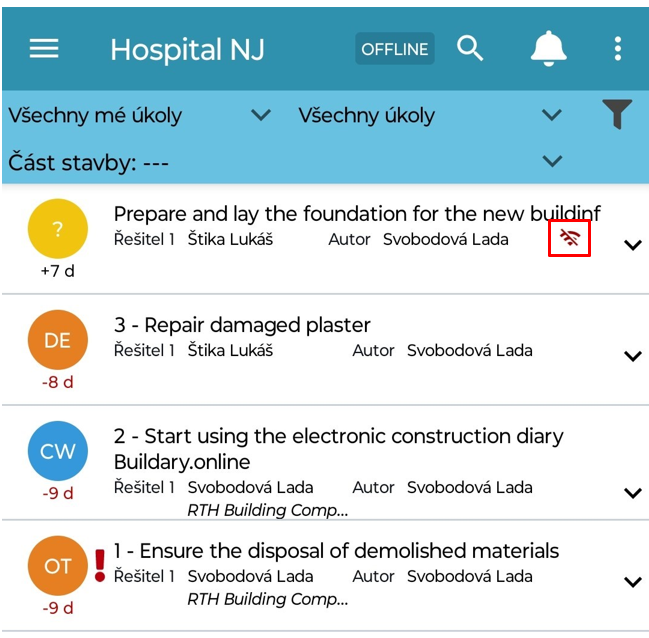 Hospital NJ OFFLINE
Všechny mé úkoly Všechny úkoly
Část stavby: ---
? Prepare and lay the foundation for the new buildinf
Řešitel 1 Štika Lukáš Autor Svobodová Lada
+7 d
DE 3 - Repair damaged plaster
Řešitel 1 Štika Lukáš Autor Svobodová Lada
-8 d
2 - Start using the electronic construction diary
CW Buildary.online
-9 d Řešitel 1 Svobodová Lada Autor Svobodová Lada
RTH Building Comp...
! 1 - Ensure the disposal of demolished materials
OT Řešitel 1 Svobodová Lada Autor Svobodová Lada
-9 d RTH Building Comp...